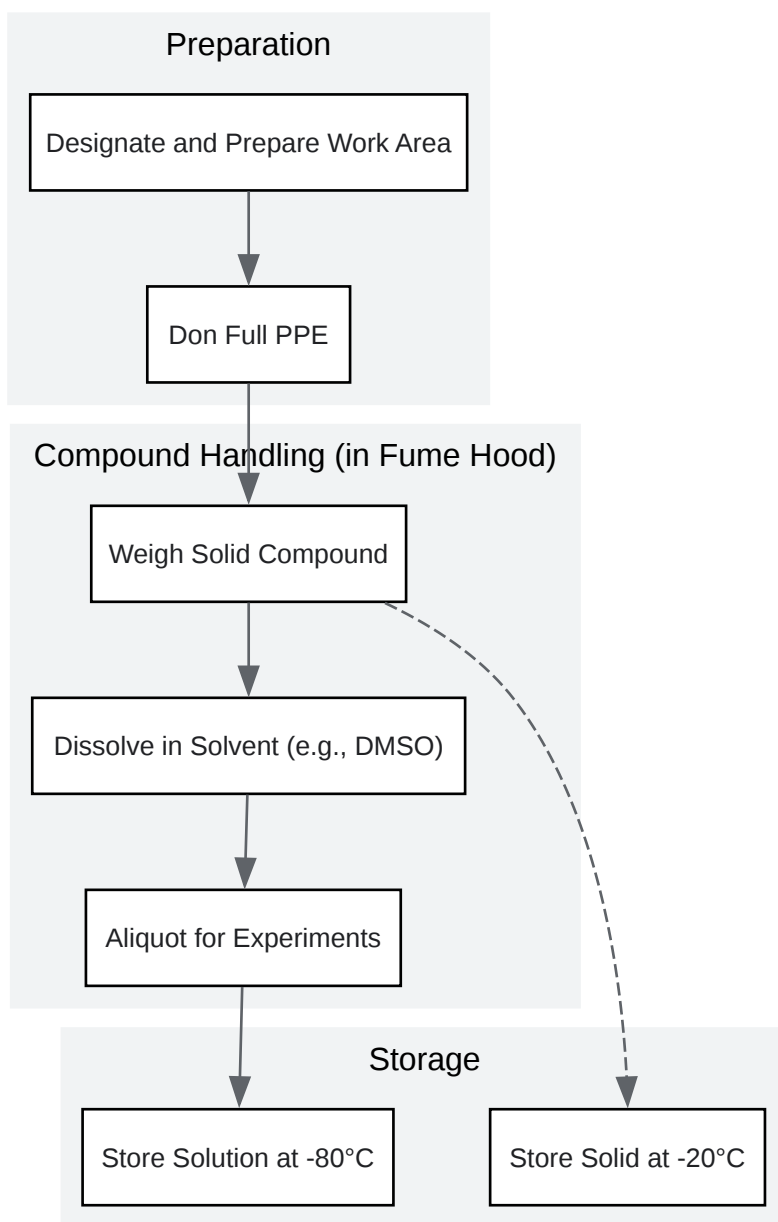 Preparation
Designate and Prepare Work Area
Don Full PPE
Compound Handling (in Fume Hood)
Weigh Solid Compound
Dissolve in Solvent (e.g., DMSO)
Aliquot for Experiments
Storage
Store Solution at -80°C
Store Solid at -20°C